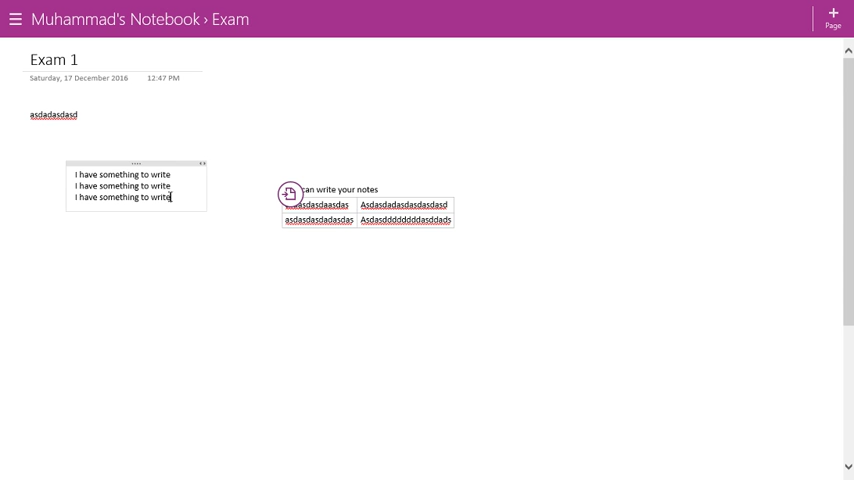 Muhammad's Notebook › Exam
Page
Exam 1
Saturday, 17 December 2016 12:47 PM
asdadasdasd
I have something to write
I have something to write
I have something to write
can write your notes
Asdasdadasdasdasdasd
asdasdasdadasdas Asdasddddddddasddads